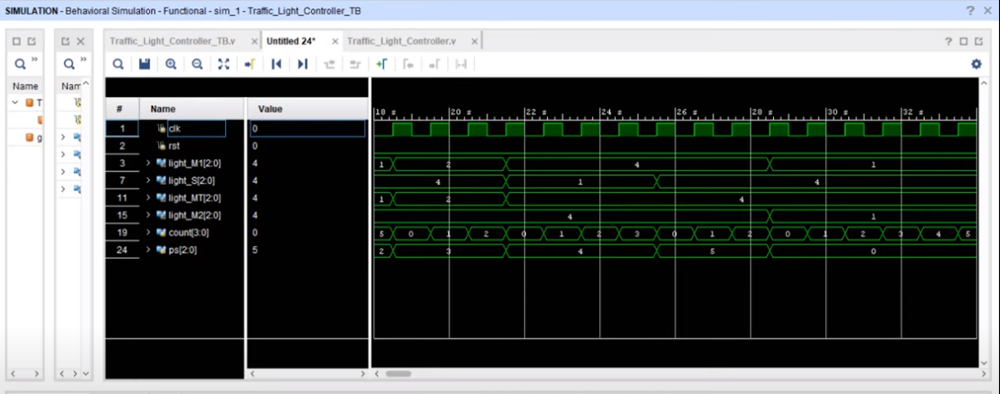 SIMULATION - Behavioral Simulation - Functional - sim_1 - Traffic_Light_Controller_TB
Traffic_Light_Controller_TB.v Untitled 24* Traffic_Light_Controller.v
Name Nam
T
g
# Name Value
18 s 20 s 22 s 24 s 26 s 28 s 30 s 32 s
1 clk 0
2 rst 0
3 light_M1[2:0] 4 1 2 4 1
7 light_S[2:0] 4 4 1 4
11 light_MT[2:0] 4 1 2 4
15 light_M2[2:0] 4 4 1
19 count[3:0] 0 5 0 1 2 0 1 2 3 0 1 2 0 1 2 3 4 5
24 ps[2:0] 5 2 3 4 5 0